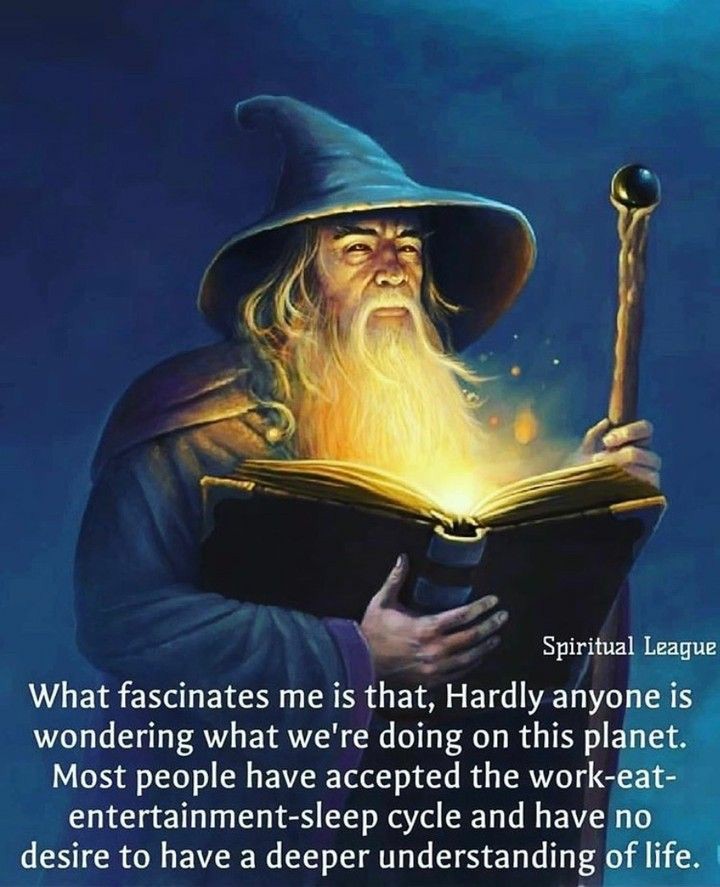 Spiritual League
What fascinates me is that, Hardly anyone is
wondering what we're doing on this planet.
Most people have accepted the work-eat-
entertainment-sleep cycle and have no
desire to have a deeper understanding of life.